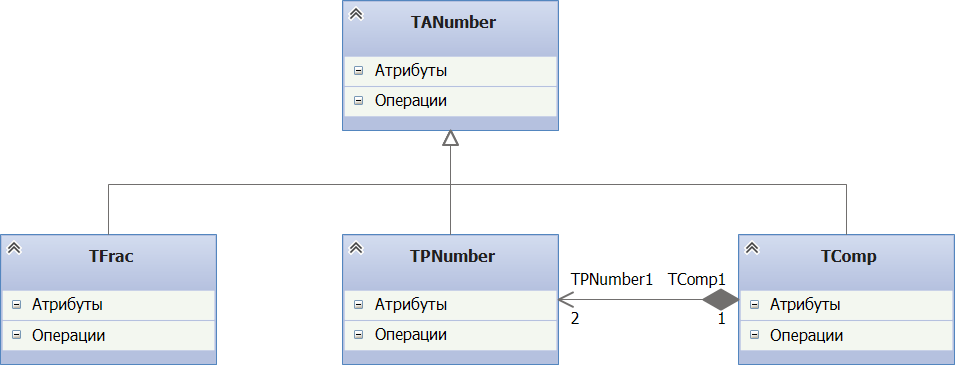 TANumber
Атрибуты
Операции
TFrac
Атрибуты
Операции
TPNumber
Атрибуты
Операции
TPNumber1
2
TComp1
1
TComp
Атрибуты
Операции